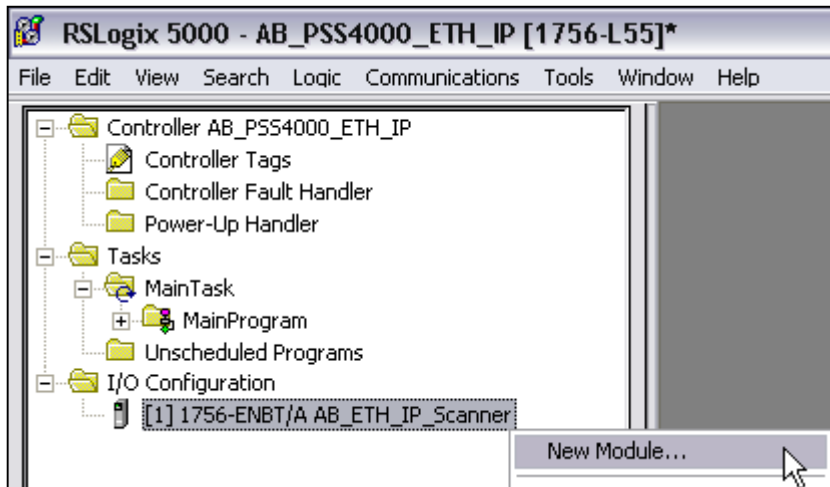 RSLogix 5000 - AB_PSS4000_ETH_IP [1756-L55]*
File Edit View Search Logic Communications Tools Window Help
Controller AB_PSS4000_ETH_IP
Controller Tags
Controller Fault Handler
Power-Up Handler
Tasks
MainTask
MainProgram
Unscheduled Programs
I/O Configuration
[1] 1756-ENBT/A AB_ETH_IP_Scanner
New Module...